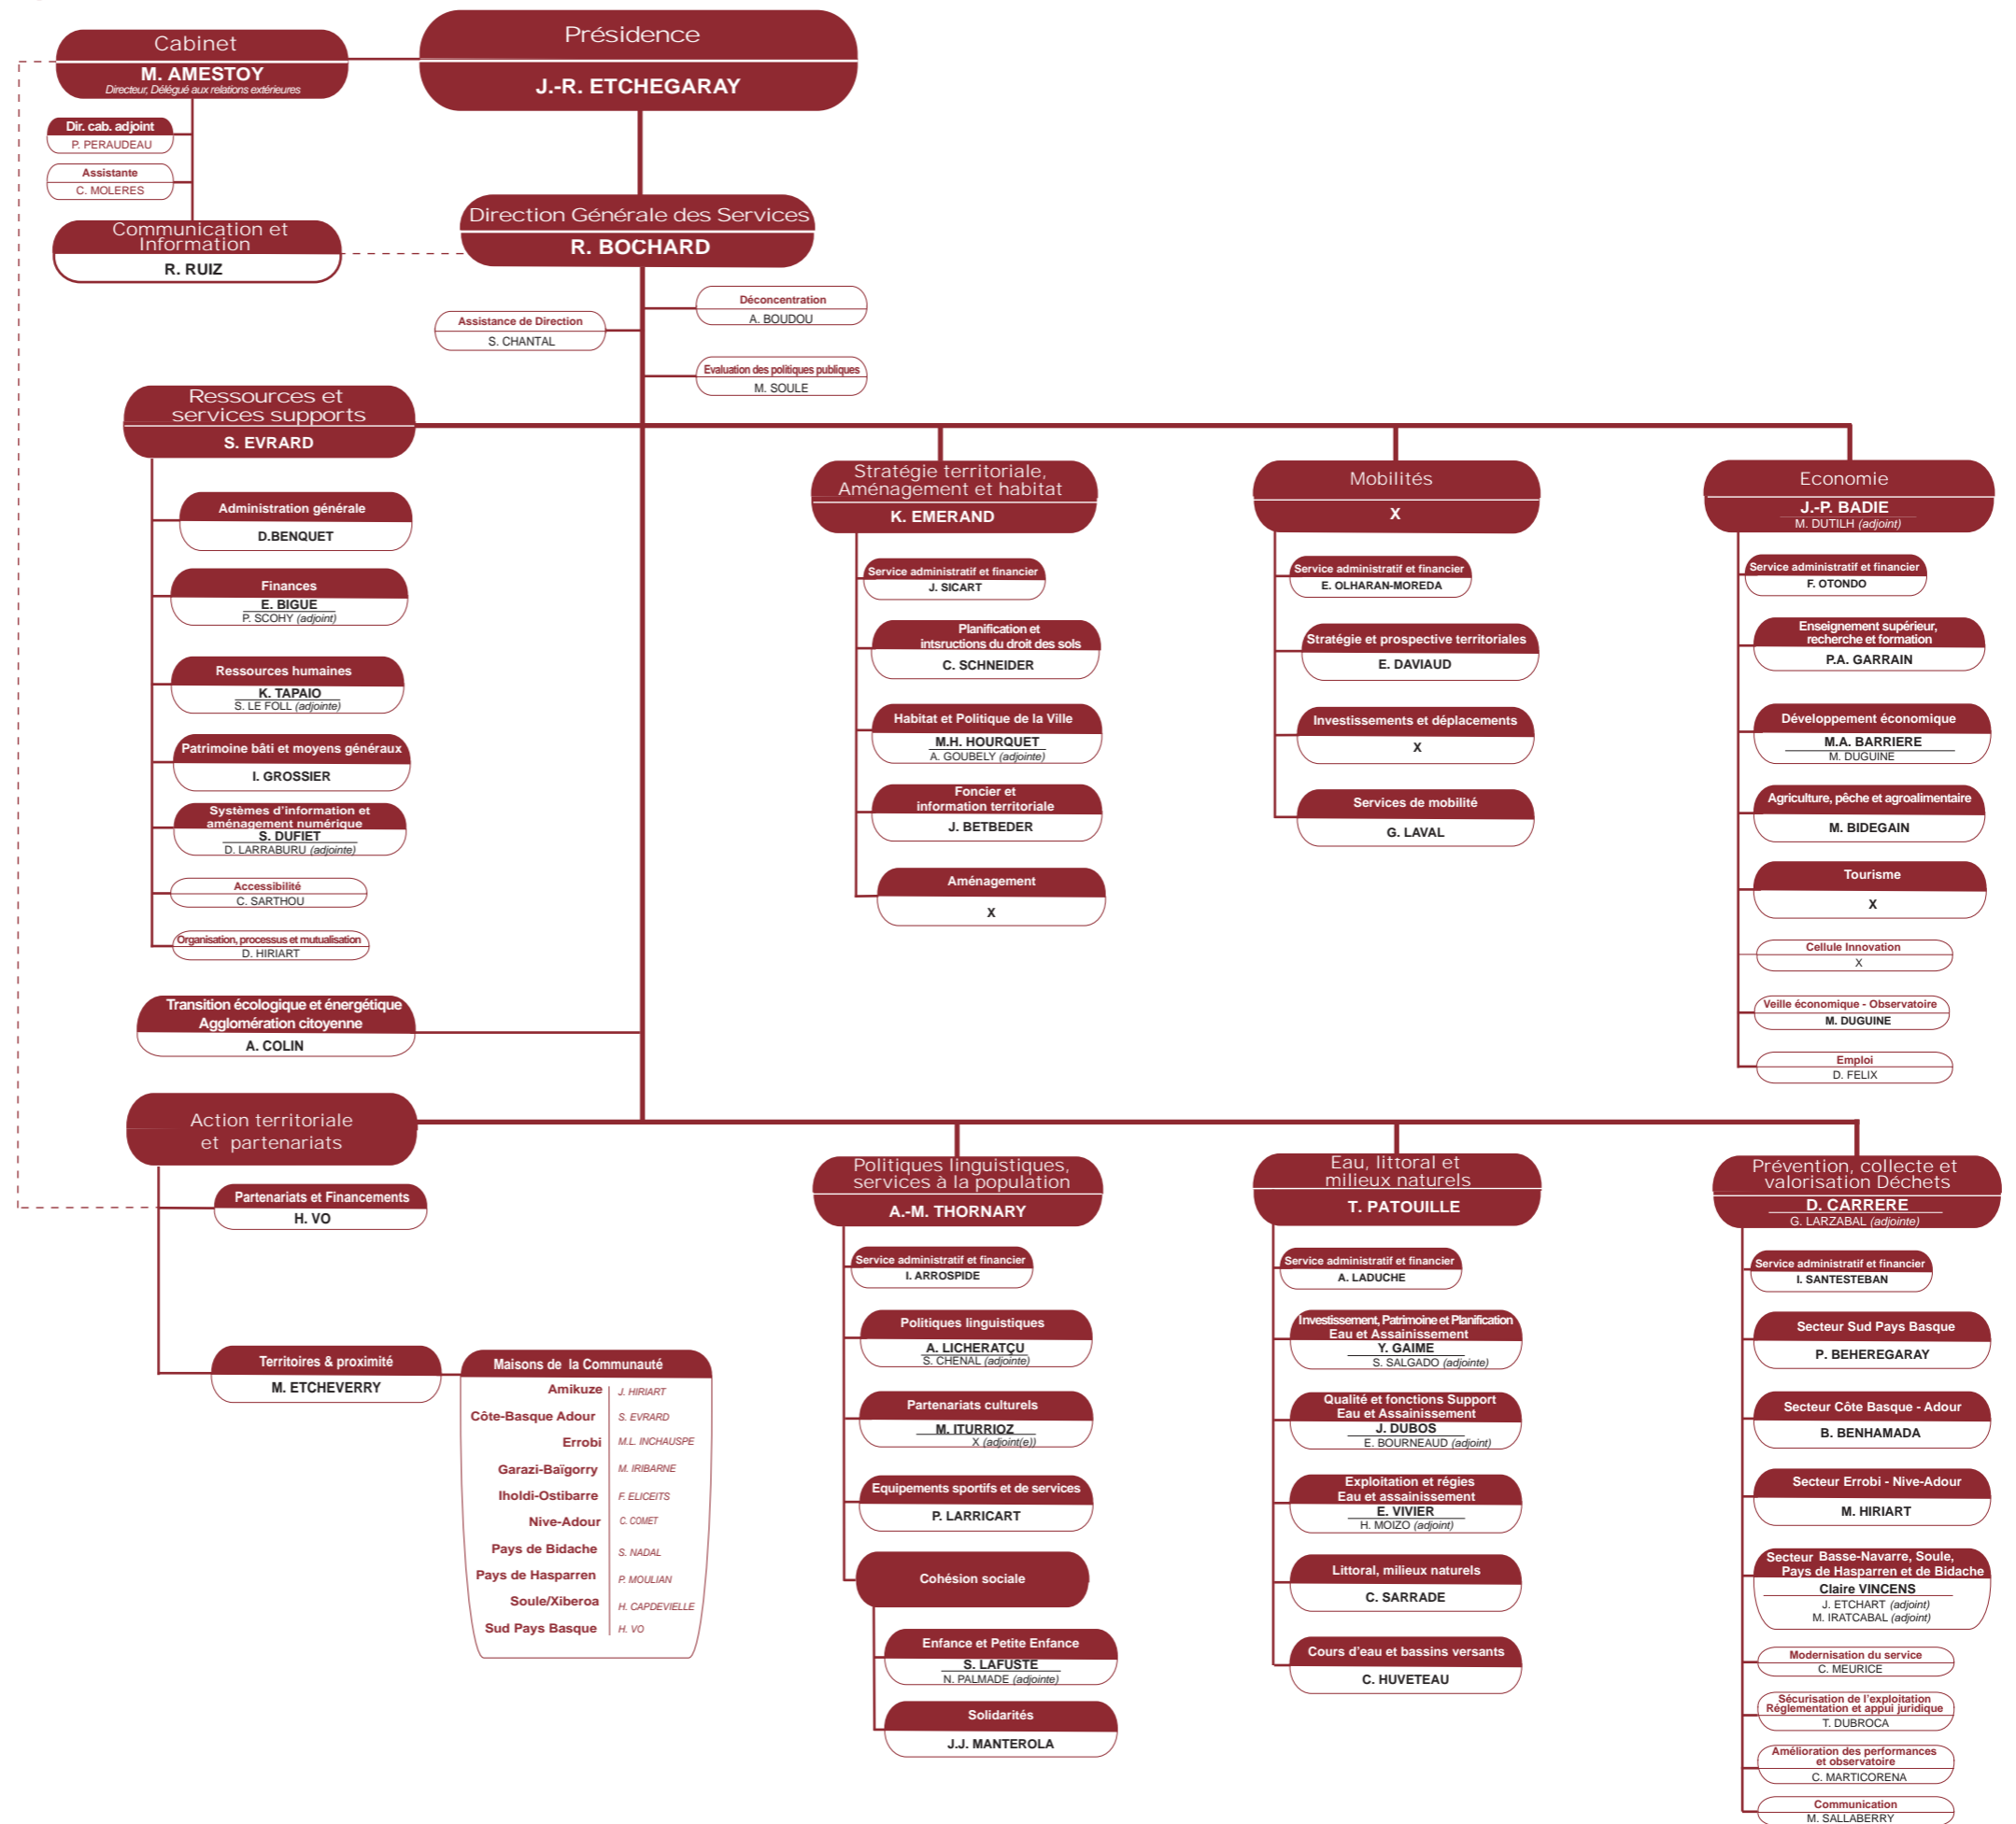 Cabinet
M. AMESTOY
Directeur, Délégué aux relations extérieures
Présidence
J.-R. ETCHEGARAY
Dir. cab. adjoint
P. PERAUDEAU
Assistante
C. MOLERES
Communication et
Information
R. RUIZ
Direction Générale des Services
R. BOCHARD
Déconcentration
A. BOUDOU
Assistance de Direction
S. CHANTAL
Evaluation des politiques publiques
M. SOULE
Ressources et
services supports
S. EVRARD
Administration générale
D.BENQUET
Finances
E. BIGUE
P. SCOHY (adjoint)
Ressources humaines
K. TAPAIO
S. LE FOLL (adjointe)
Patrimoine bâti et moyens généraux
I. GROSSIER
Systèmes d'information et
aménagement numérique
S. DUFIET
D. LARRABURU (adjointe)
Accessibilité
C. SARTHOU
Organisation, processus et mutualisation
D. HIRIART
Stratégie territoriale,
Aménagement et habitat
K. EMERAND
Service administratif et financier
J. SICART
Planification et
intsructions du droit des sols
C. SCHNEIDER
Habitat et Politique de la Ville
M.H. HOURQUET
A. GOUBELY (adjointe)
Foncier et
information territoriale
J. BETBEDER
Aménagement
X
Mobilités
X
Service administratif et financier
E. OLHARAN-MOREDA
Stratégie et prospective territoriales
E. DAVIAUD
Investissements et déplacements
X
Services de mobilité
G. LAVAL
Economie
J.-P. BADIE
M. DUTILH (adjoint)
Service administratif et financier
F. OTONDO
Enseignement supérieur,
recherche et formation
P.A. GARRAIN
Développement économique
M.A. BARRIERE
M. DUGUINE
Agriculture, pêche et agroalimentaire
M. BIDEGAIN
Tourisme
X
Cellule Innovation
X
Veille économique - Observatoire
M. DUGUINE
Emploi
D. FELIX
Transition écologique et énergétique
Agglomération citoyenne
A. COLIN
Action territoriale
et partenariats
Partenariats et Financements
H. VO
Territoires & proximité
M. ETCHEVERRY
Maisons de la Communauté
Amikuze J. HIRIART
Côte-Basque Adour S. EVRARD
Errobi M.L. INCHAUSPE
Garazi-Baïgorry M. IRIBARNE
Iholdi-Ostibarre F. ELICEITS
Nive-Adour C. COMET
Pays de Bidache S. NADAL
Pays de Hasparren P. MOULIAN
Soule/Xiberoa H. CAPDEVIELLE
Sud Pays Basque H. VO
Politiques linguistiques,
services à la population
A.-M. THORNARY
Service administratif et financier
I. ARROSPIDE
Politiques linguistiques
A. LICHERATÇU
S. CHENAL (adjointe)
Partenariats culturels
M. ITURRIOZ
X (adjoint(e))
Equipements sportifs et de services
P. LARRICART
Cohésion sociale
Enfance et Petite Enfance
S. LAFUSTE
N. PALMADE (adjointe)
Solidarités
J.J. MANTEROLA
Eau, littoral et
milieux naturels
T. PATOUILLE
Service administratif et financier
A. LADUCHE
Investissement, Patrimoine et Planification
Eau et Assainissement
Y. GAIME
S. SALGADO (adjointe)
Qualité et fonctions Support
Eau et Assainissement
J. DUBOS
E. BOURNEAUD (adjoint)
Exploitation et régies
Eau et assainissement
E. VIVIER
H. MOIZO (adjoint)
Littoral, milieux naturels
C. SARRADE
Cours d'eau et bassins versants
C. HUVETEAU
Prévention, collecte et
valorisation Déchets
D. CARRERE
G. LARZABAL (adjointe)
Service administratif et financier
I. SANTESTEBAN
Secteur Sud Pays Basque
P. BEHEREGARAY
Secteur Côte Basque - Adour
B. BENHAMADA
Secteur Errobi - Nive-Adour
M. HIRIART
Secteur Basse-Navarre, Soule,
Pays de Hasparren et de Bidache
Claire VINCENS
J. ETCHART (adjoint)
M. IRATCABAL (adjoint)
Modernisation du service
C. MEURICE
Sécurisation de l'exploitation
Réglementation et appui juridique
T. DUBROCA
Amélioration des performances
et observatoire
C. MARTICORENA
Communication
M. SALLABERRY